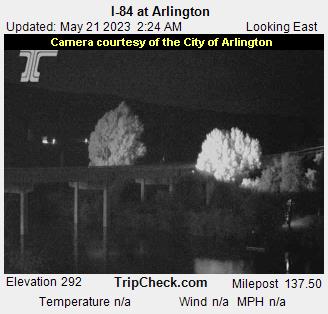 I-84 at Arlington
Updated: May 21 2023 2:24 AM Looking East
Camera courtesy of the City of Arlington
Elevation 292 TripCheck.com Milepost 137.50
Temperature n/a Wind n/a MPH n/a